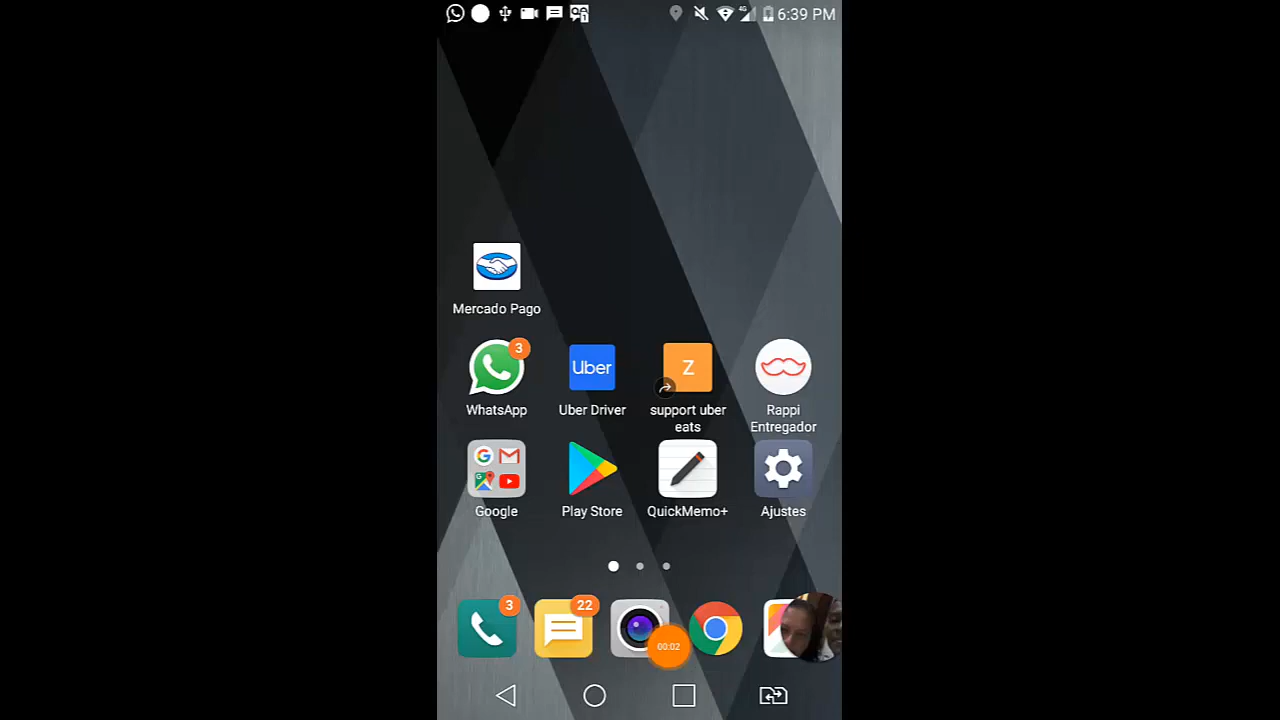 4G 6:39 PM
Mercado Pago
3
WhatsApp
Uber
Uber Driver
Z
support uber
eats
Rappi
Entregador
Google
Play Store
QuickMemo+
Ajustes
3
22
00:02